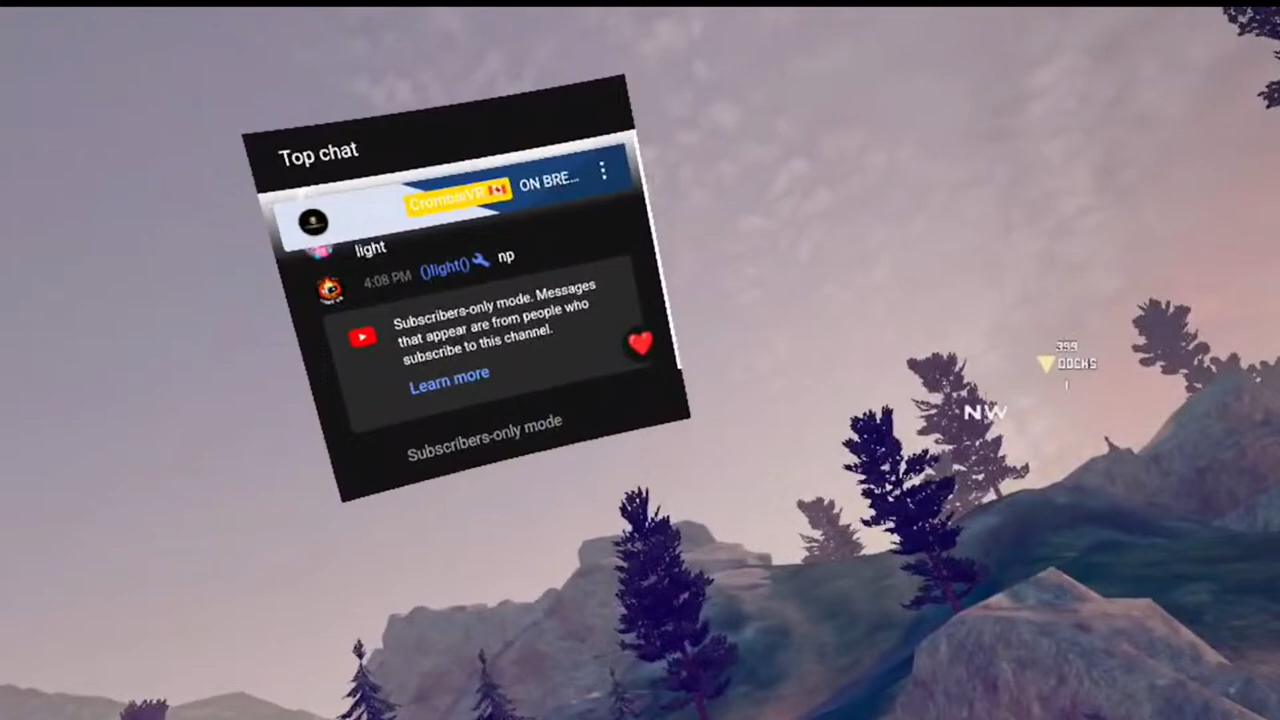 Top chat
CrombarVR ON BRE...
light
4:08 PM ()light() np
Subscribers-only mode. Messages
that appear are from people who
subscribe to this channel.
Learn more
Subscribers-only mode
399
DOCKS
NW